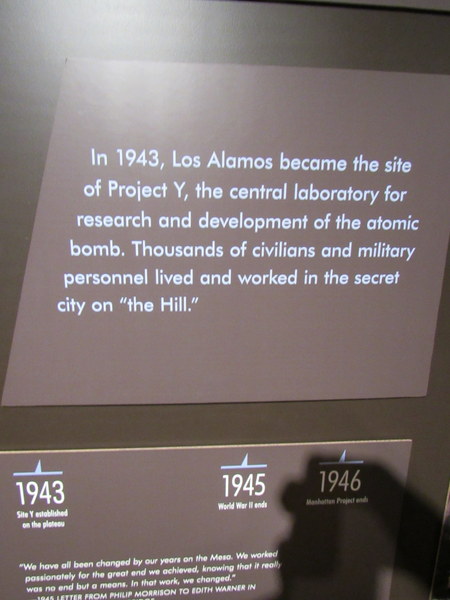 In 1943, Los Alamos became the site
of Project Y, the central laboratory for
research and development of the atomic
bomb. Thousands of civilians and military
personnel lived and worked in the secret
city on “the Hill.”
1943
Site Y established
on the plateau
1945
World War II ends
1946
Manhattan Project ends
“We have all been changed by our years on the Mesa. We worked
passionately for the great end we achieved, knowing that it really
was no end but a means. In that work, we changed.”
1945 LETTER FROM PHILIP MORRISON TO EDITH WARNER IN